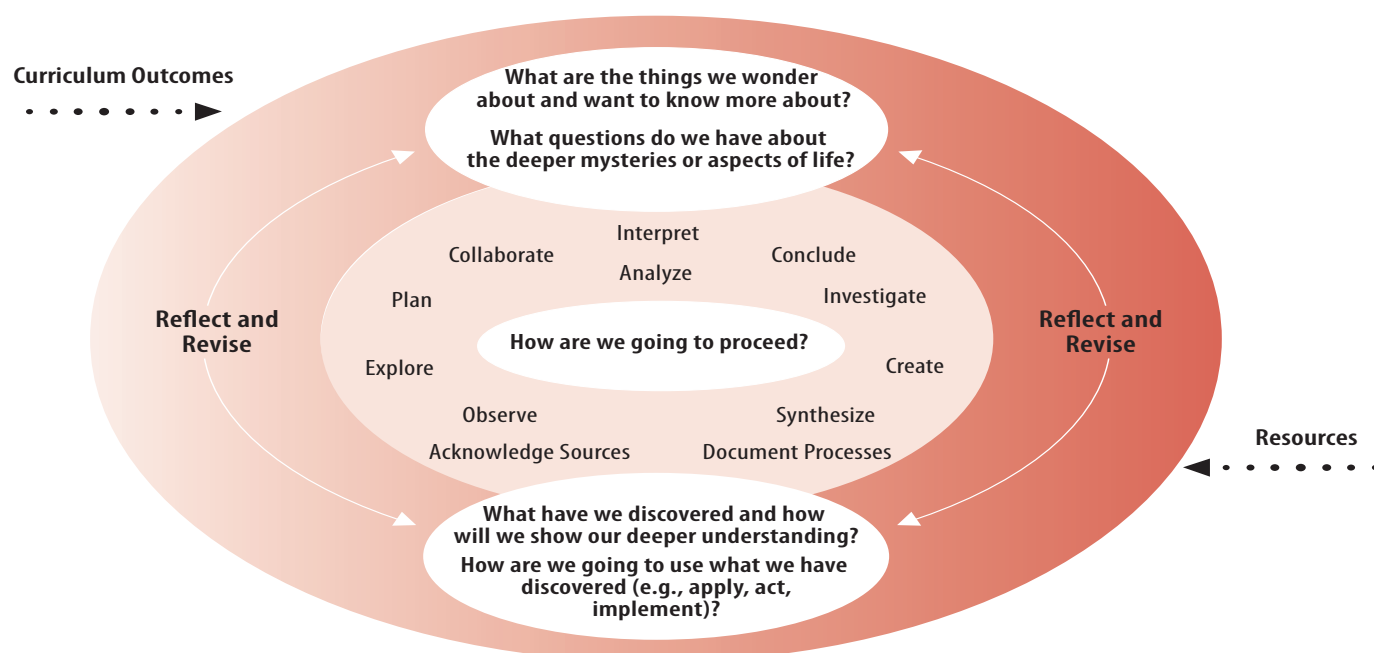 Curriculum Outcomes
What are the things we wonder
about and want to know more about?
What questions do we have about
the deeper mysteries or aspects of life?
Interpret
Collaborate
Conclude
Analyze
Plan
Investigate
Reflect and
Revise
How are we going to proceed?
Reflect and
Revise
Explore
Create
Observe
Synthesize
Acknowledge Sources
Document Processes
Resources
What have we discovered and how
will we show our deeper understanding?
How are we going to use what we have
discovered (e.g., apply, act,
implement)?